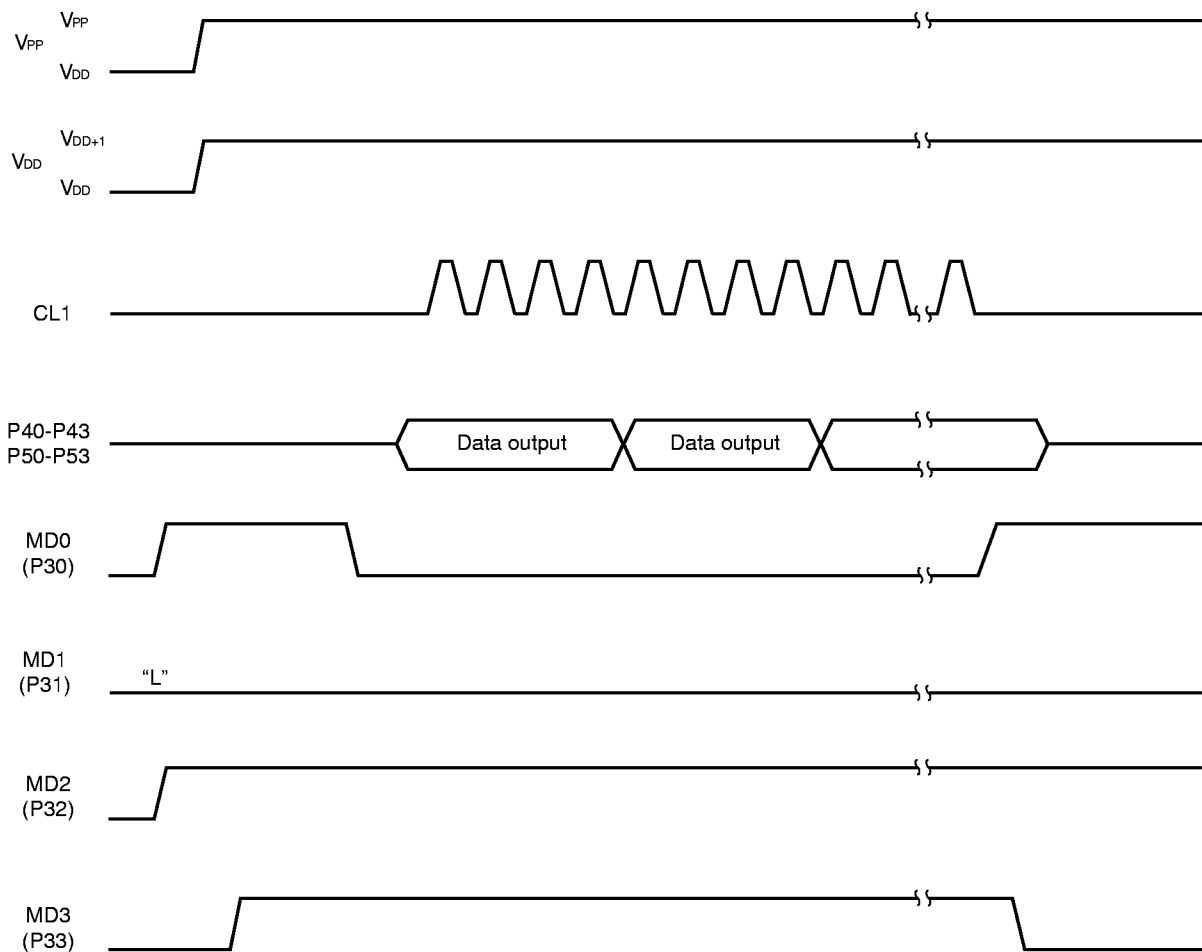 VPP
VPP
VDD
VDD+1
VDD
VDD
CL1
P40-P43
P50-P53
Data output
Data output
MD0
(P30)
MD1
(P31)
“L”
MD2
(P32)
MD3
(P33)